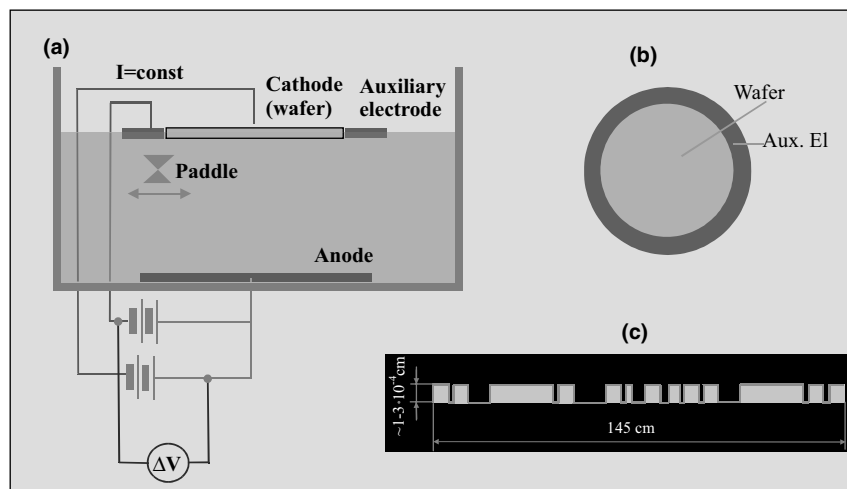 (a)
I=const
Cathode
(wafer)
Auxiliary
electrode
Paddle
Anode
ΔV
(b)
Wafer
Aux. El
(c)
~1-3·10⁻⁴cm
145 cm